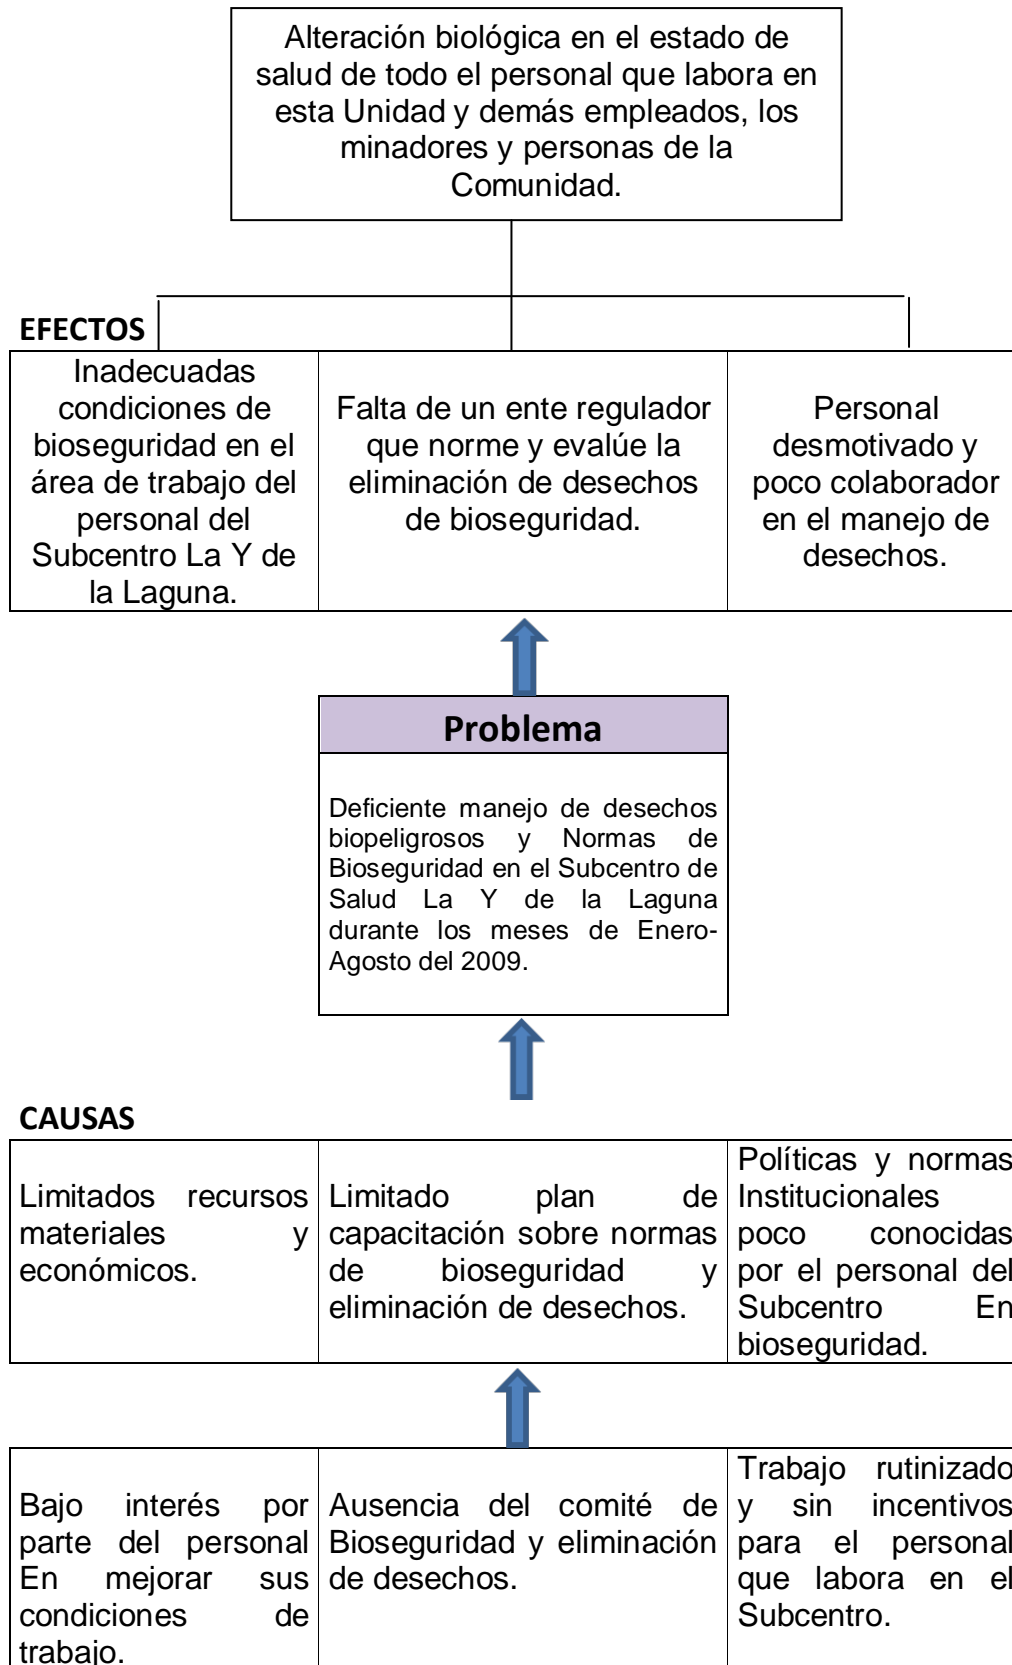 Alteración biológica en el estado de
salud de todo el personal que labora en
esta Unidad y demás empleados, los
minadores y personas de la
Comunidad.
EFECTOS
Inadecuadas
condiciones de
bioseguridad en el
área de trabajo del
personal del
Subcentro La Y de
la Laguna.
Falta de un ente regulador
que norme y evalúe la
eliminación de desechos
de bioseguridad.
Personal
desmotivado y
poco colaborador
en el manejo de
desechos.
Problema
Deficiente manejo de desechos
biopeligrosos y Normas de
Bioseguridad en el Subcentro de
Salud La Y de la Laguna
durante los meses de Enero-
Agosto del 2009.
CAUSAS
Limitados recursos
materiales y
económicos.
Limitado plan de
capacitación sobre normas
de bioseguridad y
eliminación de desechos.
Políticas y normas
Institucionales
poco conocidas
por el personal del
Subcentro En
bioseguridad.
Bajo interés por
parte del personal
En mejorar sus
condiciones de
trabajo.
Ausencia del comité de
Bioseguridad y eliminación
de desechos.
Trabajo rutinizado
y sin incentivos
para el personal
que labora en el
Subcentro.